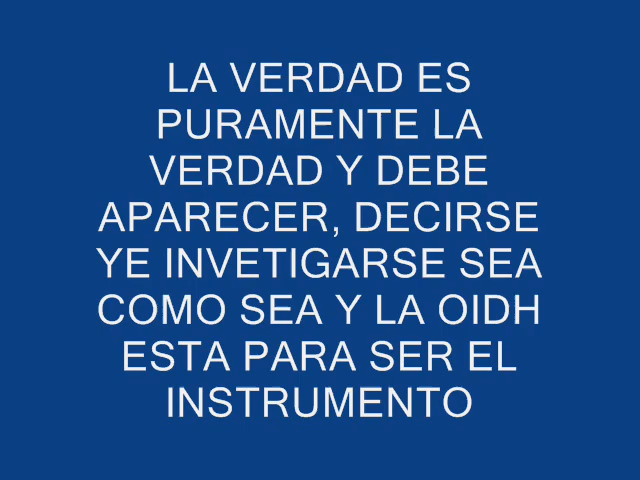 LA VERDAD ES
PURAMENTE LA
VERDAD Y DEBE
APARECER, DECIRSE
YE INVETIGARSE SEA
COMO SEA Y LA OIDH
ESTA PARA SER EL
INSTRUMENTO